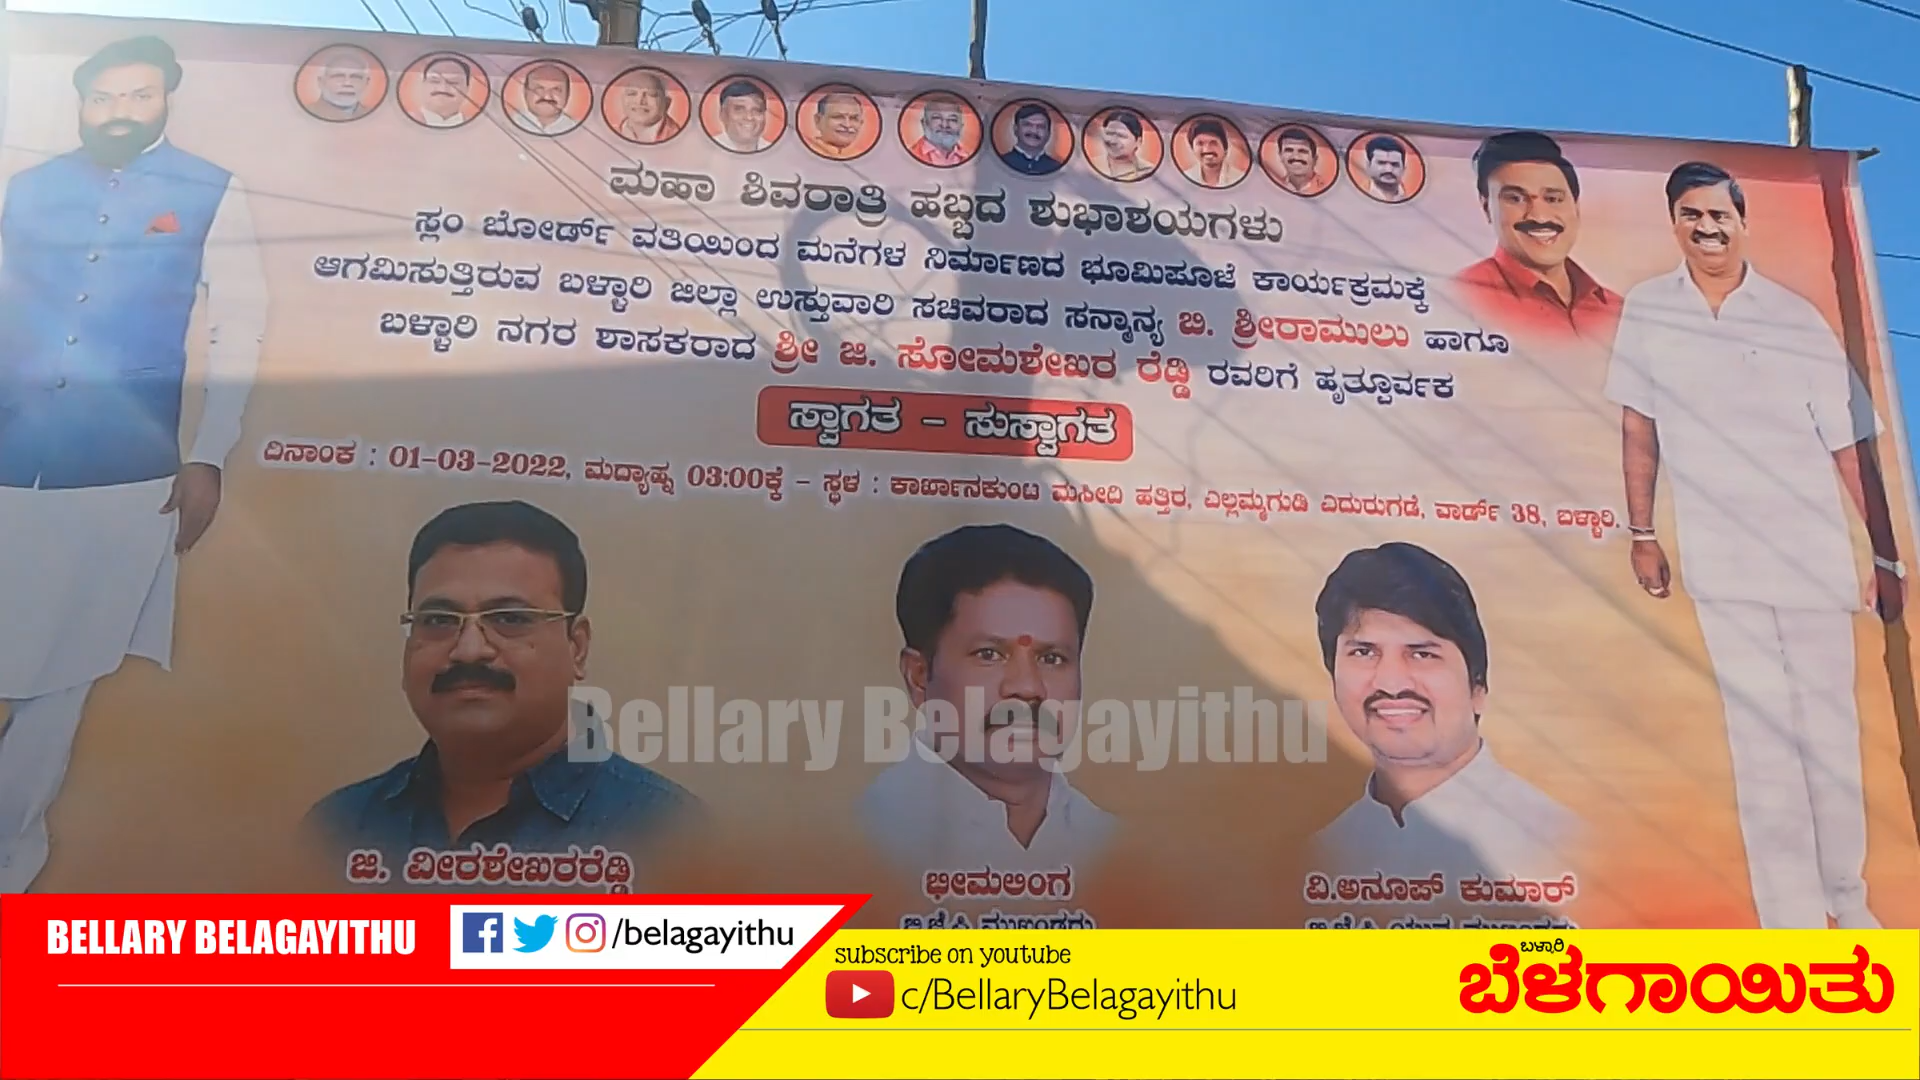 ಮಹಾ ಶಿವರಾತ್ರಿ ಹಬ್ಬದ ಶುಭಾಶಯಗಳು
ಸ್ಲಂ ಬೋರ್ಡ್ ವತಿಯಿಂದ ಮನೆಗಳ ನಿರ್ಮಾಣದ ಭೂಮಿಪೂಜೆ ಕಾರ್ಯಕ್ರಮಕ್ಕೆ
ಆಗಮಿಸುತ್ತಿರುವ ಬಳ್ಳಾರಿ ಜಿಲ್ಲಾ ಉಸ್ತುವಾರಿ ಸಚಿವರಾದ ಸನ್ಮಾನ್ಯ ಬಿ. ಶ್ರೀರಾಮುಲು ಹಾಗೂ
ಬಳ್ಳಾರಿ ನಗರ ಶಾಸಕರಾದ ಶ್ರೀ ಜಿ. ಸೋಮಶೇಖರ ರೆಡ್ಡಿ ರವರಿಗೆ ಹೃತ್ಪೂರ್ವಕ
ಸ್ವಾಗತ - ಸುಸ್ವಾಗತ
ದಿನಾಂಕ : 01-03-2022, ಮದ್ಯಾಹ್ನ 03:00ಕ್ಕೆ - ಸ್ಥಳ : ಕಾರ್ಖಾನಕುಂಟ ಮಸೀದಿ ಹತ್ತಿರ, ಎಲ್ಲಮ್ಮಗುಡಿ ಎದುರುಗಡೆ, ವಾರ್ಡ್ 38, ಬಳ್ಳಾರಿ.
Bellary Belagayithu
ಜಿ. ವೀರಶೇಖರರೆಡ್ಡಿ
ಭೀಮಲಿಂಗ
ವಿ.ಅನೂಪ್ ಕುಮಾರ್
ಬಿ.ಜೆ.ಪಿ ಮುಖಂಡರು
ಬಿ.ಜೆ.ಪಿ ಯುವ ಮುಖಂಡರು
BELLARY BELAGAYITHU
/belagayithu
subscribe on youtube
c/BellaryBelagayithu
ಬಳ್ಳಾರಿ
ಬೆಳಗಾಯಿತು